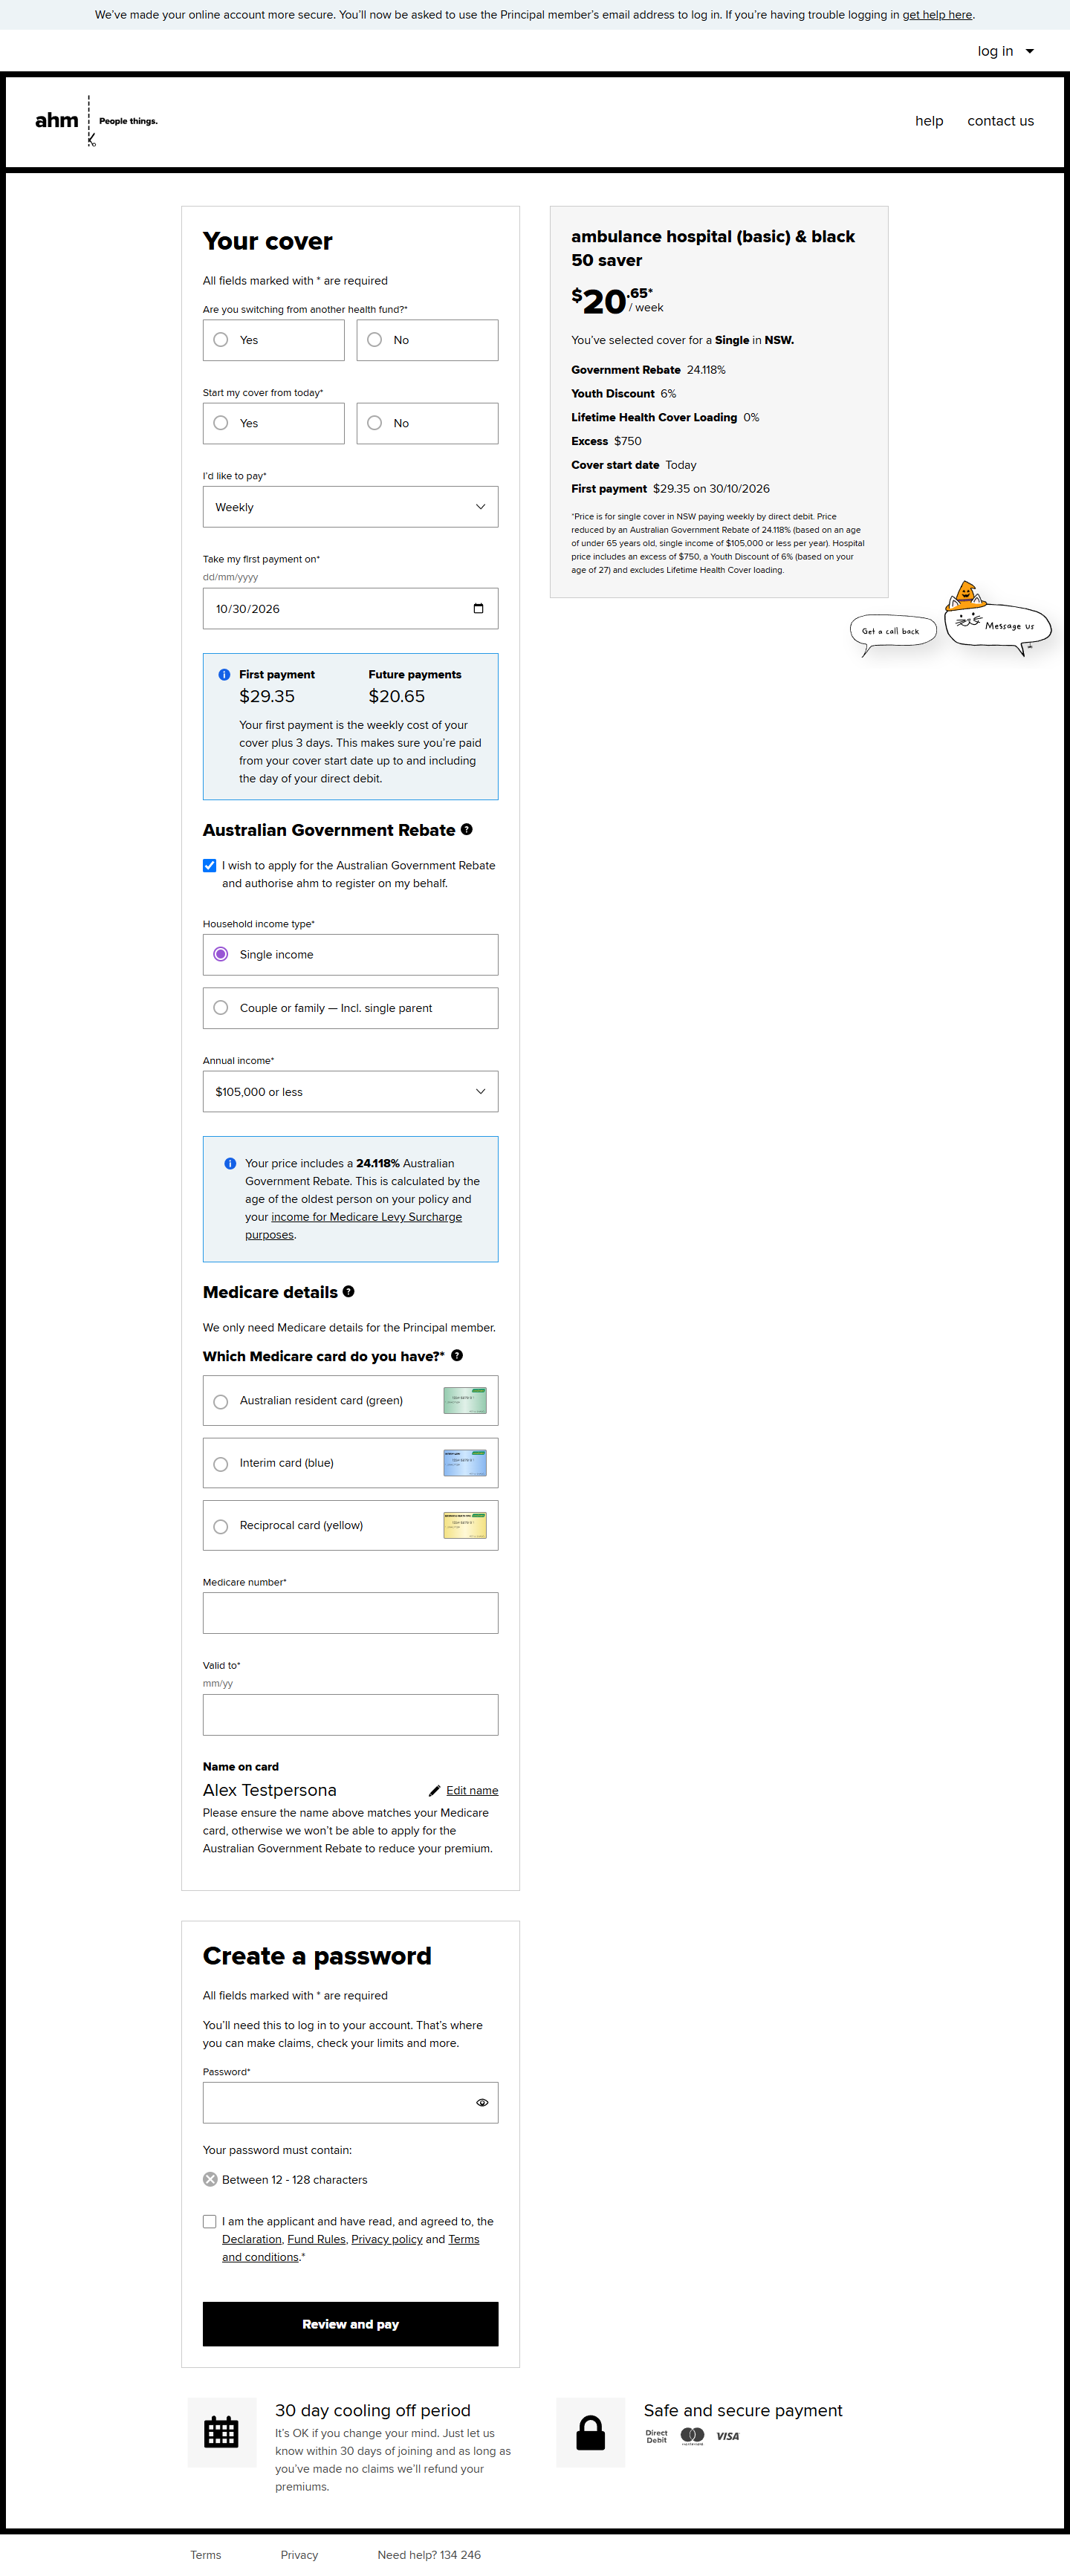 We've made your online account more secure. You'll now be asked to use the Principal member's email address to log in. If you're having trouble logging in get help here.
log in
ahm
People things.
help
contact us
Your cover
All fields marked with * are required
Are you switching from another health fund?*
Yes
No
Start my cover from today*
Yes
No
I'd like to pay*
Weekly
Take my first payment on*
dd/mm/yyyy
10/30/2026
First payment
Future payments
$29.35
$20.65
Your first payment is the weekly cost of your
cover plus 3 days. This makes sure you're paid
from your cover start date up to and including
the day of your direct debit.
Australian Government Rebate
I wish to apply for the Australian Government Rebate
and authorise ahm to register on my behalf.
Household income type*
Single income
Couple or family — Incl. single parent
Annual income*
$105,000 or less
Your price includes a 24.118% Australian
Government Rebate. This is calculated by the
age of the oldest person on your policy and
your income for Medicare Levy Surcharge
purposes.
Medicare details
We only need Medicare details for the Principal member.
Which Medicare card do you have?*
Australian resident card (green)
Interim card (blue)
Reciprocal card (yellow)
Medicare number*
Valid to*
mm/yy
Name on card
Alex Testpersona
Edit name
Please ensure the name above matches your Medicare
card, otherwise we won't be able to apply for the
Australian Government Rebate to reduce your premium.
ambulance hospital (basic) & black
50 saver
$20.65*
/ week
You've selected cover for a Single in NSW.
Government Rebate 24.118%
Youth Discount 6%
Lifetime Health Cover Loading 0%
Excess $750
Cover start date Today
First payment $29.35 on 30/10/2026
*Price is for single cover in NSW paying weekly by direct debit. Price
reduced by an Australian Government Rebate of 24.118% (based on an age
of under 65 years old, single income of $105,000 or less per year). Hospital
price includes an excess of $750, a Youth Discount of 6% (based on your
age of 27) and excludes Lifetime Health Cover loading.
Get a call back
Message us
Create a password
All fields marked with * are required
You'll need this to log in to your account. That's where
you can make claims, check your limits and more.
Password*
Your password must contain:
Between 12 - 128 characters
I am the applicant and have read, and agreed to, the
Declaration, Fund Rules, Privacy policy and Terms
and conditions.*
Review and pay
30 day cooling off period
It's OK if you change your mind. Just let us
know within 30 days of joining and as long as
you've made no claims we'll refund your
premiums.
Safe and secure payment
Direct
Debit
VISA
Terms
Privacy
Need help? 134 246